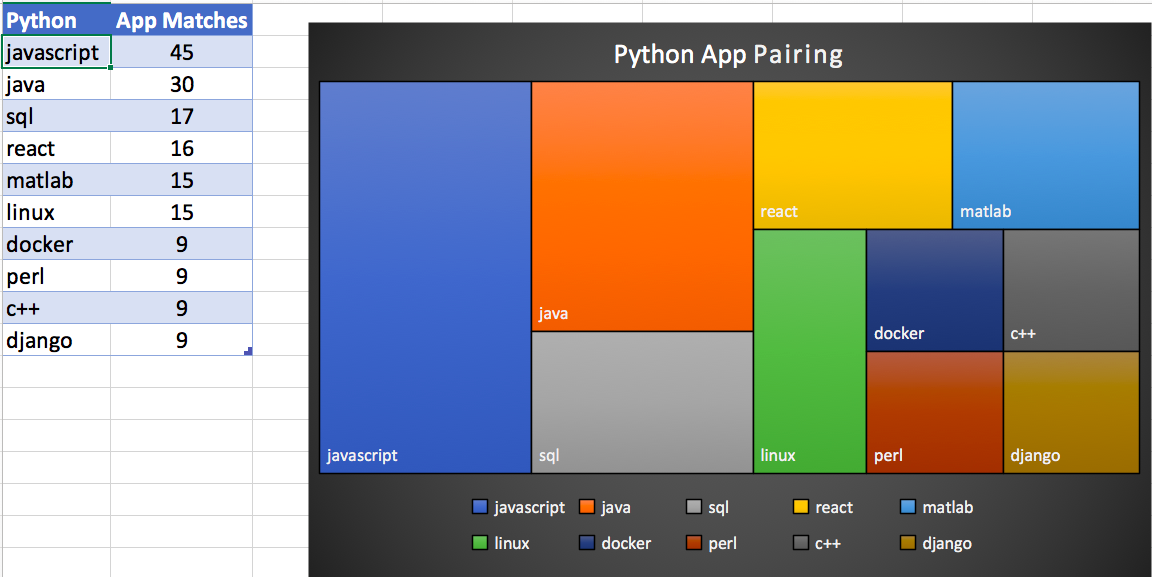 Python App Matches
javascript 45
java 30
sql 17
react 16
matlab 15
linux 15
docker 9
perl 9
c++ 9
django 9
Python App Pairing
react matlab
java
docker c++
javascript sql linux perl django
javascript java sql react matlab
linux docker perl c++ django